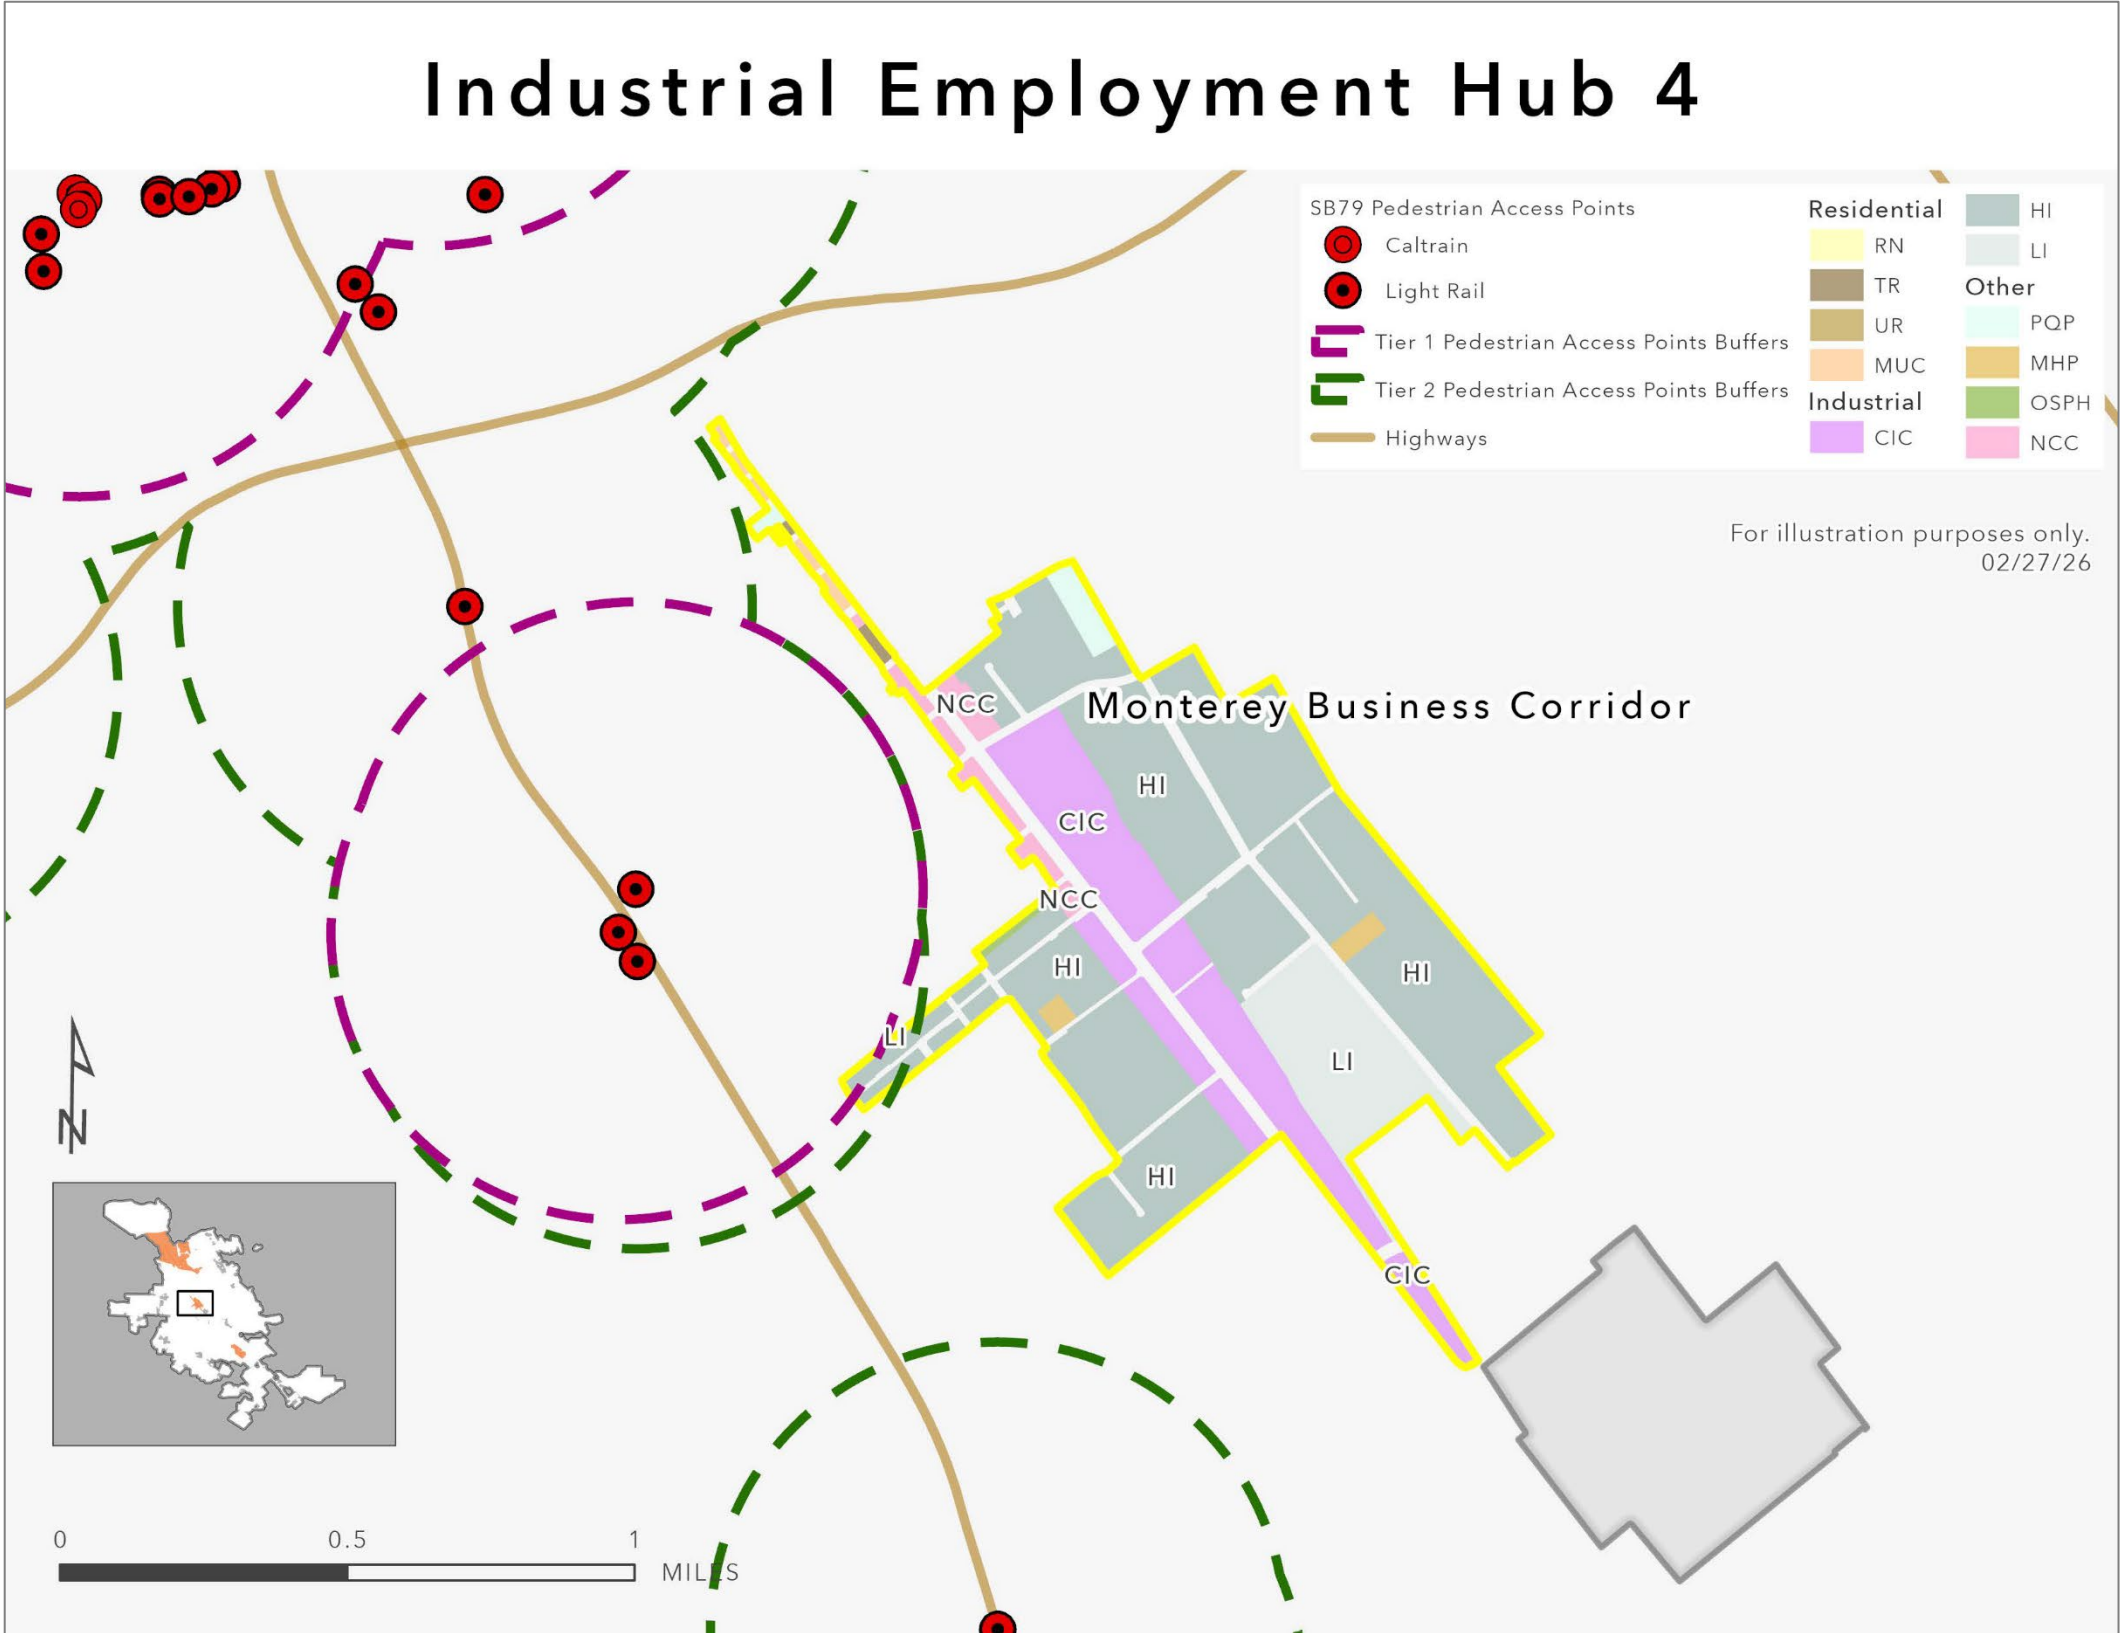 Industrial Employment Hub 4
SB79 Pedestrian Access Points
Caltrain
Light Rail
Tier 1 Pedestrian Access Points Buffers
Tier 2 Pedestrian Access Points Buffers
Highways
Residential
RN
TR
UR
MUC
Industrial
CIC
HI
LI
Other
PQP
MHP
OSPH
NCC
For illustration purposes only.
02/27/26
NCC
Monterey Business Corridor
HI
CIC
NCC
HI
HI
LI
LI
HI
CIC
N
0 0.5 1
MILES